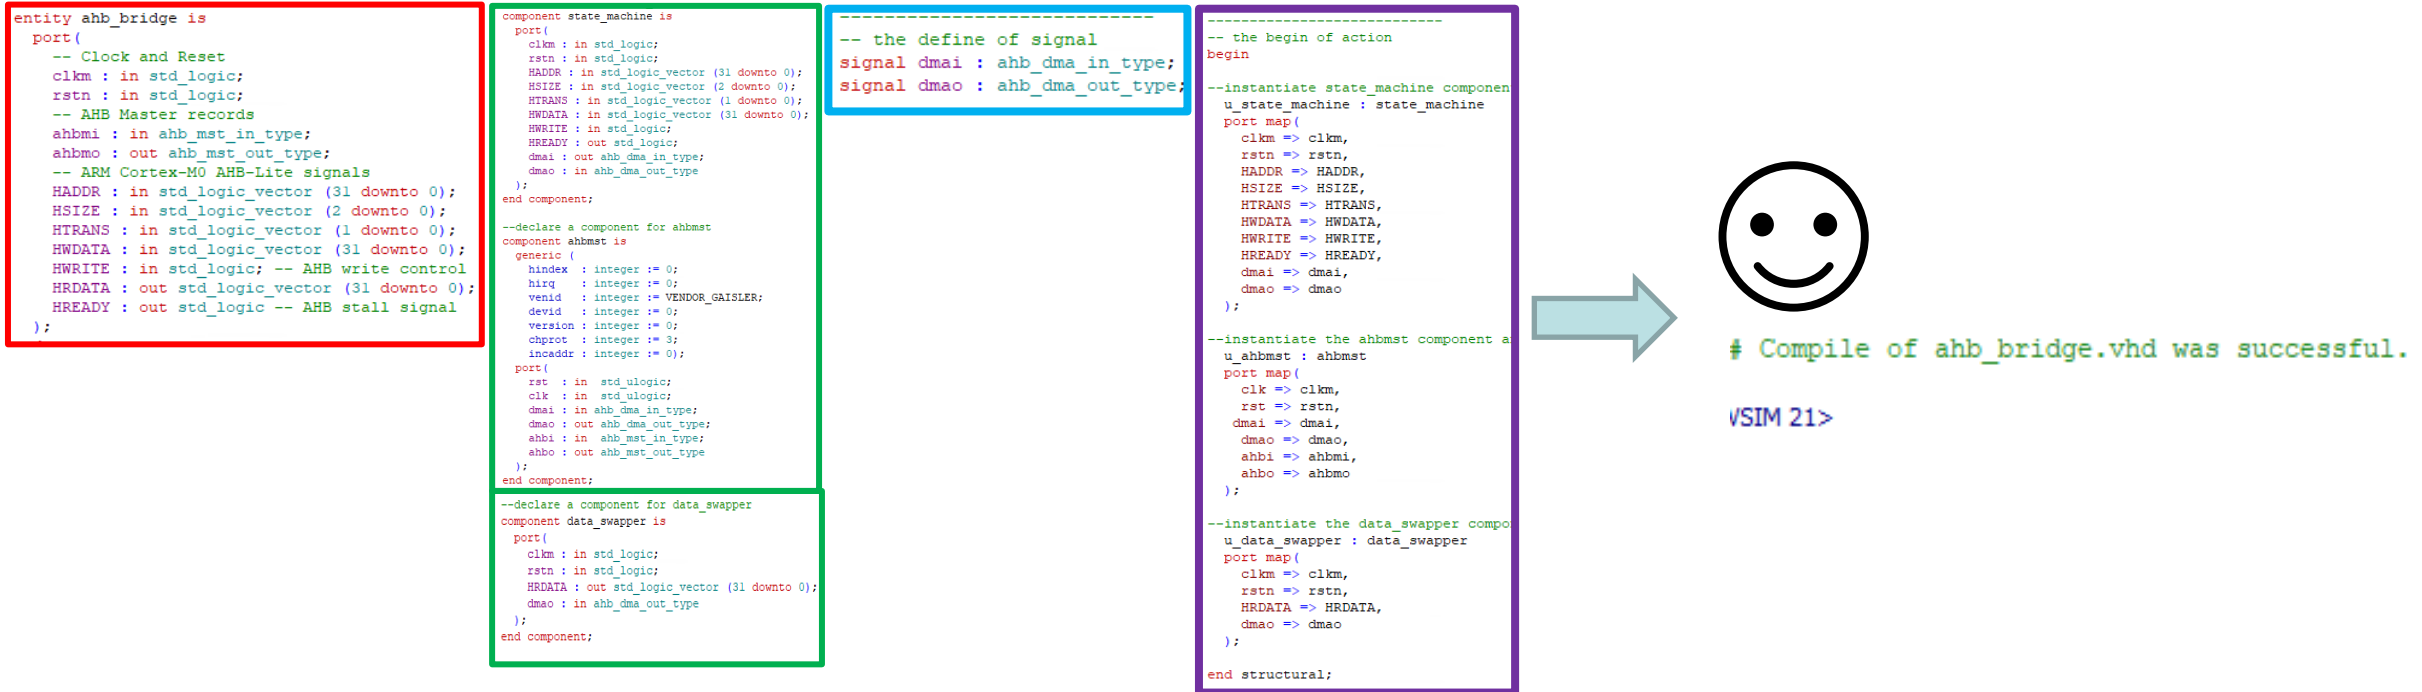 entity ahb_bridge is
port(
-- Clock and Reset
clkm : in std_logic;
rstn : in std_logic;
-- AHB Master records
ahbmi : in ahb_mst_in_type;
ahbmo : out ahb_mst_out_type;
-- ARM Cortex-M0 AHB-Lite signals
HADDR : in std_logic_vector (31 downto 0);
HSIZE : in std_logic_vector (2 downto 0);
HTRANS : in std_logic_vector (1 downto 0);
HWDATA : in std_logic_vector (31 downto 0);
HWRITE : in std_logic; -- AHB write control
HRDATA : out std_logic_vector (31 downto 0);
HREADY : out std_logic -- AHB stall signal
);
component state_machine is
port(
clkm : in std_logic;
rstn : in std_logic;
HADDR : in std_logic_vector (31 downto 0);
HSIZE : in std_logic_vector (2 downto 0);
HTRANS : in std_logic_vector (1 downto 0);
HWDATA : in std_logic_vector (31 downto 0);
HWRITE : in std_logic;
HREADY : out std_logic;
dmai : out ahb_dma_in_type;
dmao : in ahb_dma_out_type
);
end component;
--declare a component for ahbmst
component ahbmst is
generic (
hindex : integer := 0;
hirq : integer := 0;
venid : integer := VENDOR_GAISLER;
devid : integer := 0;
version : integer := 0;
chprot : integer := 3;
incaddr : integer := 0);
port(
rst : in std_ulogic;
clk : in std_ulogic;
dmai : in ahb_dma_in_type;
dmao : out ahb_dma_out_type;
ahbi : in ahb_mst_in_type;
ahbo : out ahb_mst_out_type
);
end component;
--declare a component for data_swapper
component data_swapper is
port(
clkm : in std_logic;
rstn : in std_logic;
HRDATA : out std_logic_vector (31 downto 0);
dmao : in ahb_dma_out_type
);
end component;
----------------------------
-- the define of signal
signal dmai : ahb_dma_in_type;
signal dmao : ahb_dma_out_type;
----------------------------
-- the begin of action
begin
--instantiate state_machine componen
u_state_machine : state_machine
port map(
clkm => clkm,
rstn => rstn,
HADDR => HADDR,
HSIZE => HSIZE,
HTRANS => HTRANS,
HWDATA => HWDATA,
HWRITE => HWRITE,
HREADY => HREADY,
dmai => dmai,
dmao => dmao
);
--instantiate the ahbmst component a
u_ahbmst : ahbmst
port map(
clk => clkm,
rst => rstn,
dmai => dmai,
dmao => dmao,
ahbi => ahbmi,
ahbo => ahbmo
);
--instantiate the data_swapper compo
u_data_swapper : data_swapper
port map(
clkm => clkm,
rstn => rstn,
HRDATA => HRDATA,
dmao => dmao
);
end structural;
# Compile of ahb_bridge.vhd was successful.
VSIM 21>